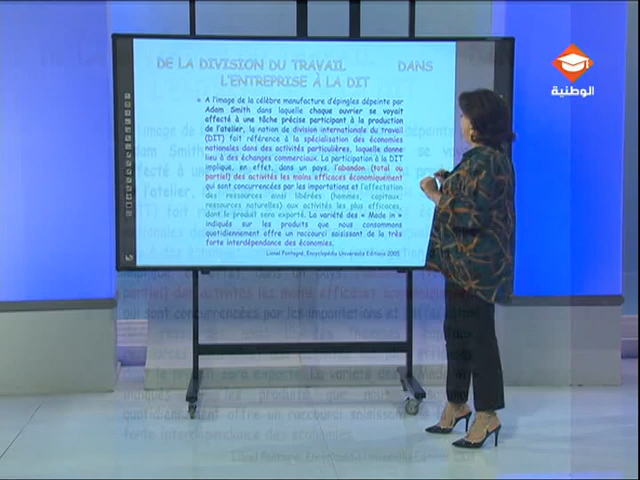 DE LA DIVISION DU TRAVAIL DANS
L'ENTREPRISE À LA DIT
A l'image de la célèbre manufacture d'épingles dépeinte par
Adam Smith dans laquelle chaque ouvrier se voyait
affecté à une tâche précise participant à la production
de l'atelier, la notion de division internationale du travail
(DIT) fait référence à la spécialisation des économies
nationales dans des activités particulières, laquelle donne
lieu à des échanges commerciaux. La participation à la DIT
implique, en effet, dans un pays, l'abandon (total ou
partiel) des activités les moins efficaces économiquement
qui sont concurrencées par les importations et l'affectation
des ressources ainsi libérées (hommes, capitaux,
ressources naturelles) aux activités les plus efficaces,
dont le produit sera exporté. La variété des « Made in »
indiqués sur les produits que nous consommons
quotidiennement offre un raccourci saisissant de la très
forte interdépendance des économies.
Lionel Fontagné, Encyclopédia Universalis Editions 2005
الوطنية